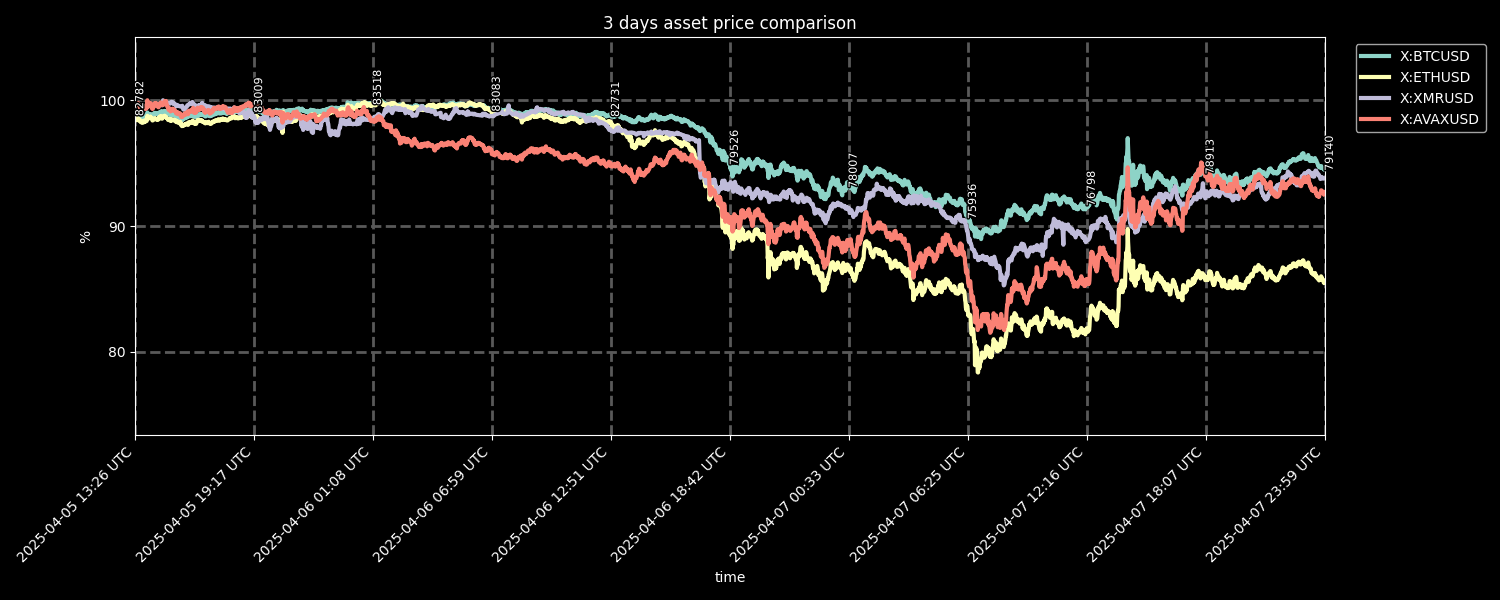 3 days asset price comparison
X:BTCUSD
X:ETHUSD
X:XMRUSD
X:AVAXUSD
100
90
80
%
82782
83009
83518
83083
82731
79526
78007
75936
76798
78913
79140
2025-04-05 13:26 UTC
2025-04-05 19:17 UTC
2025-04-06 01:08 UTC
2025-04-06 06:59 UTC
2025-04-06 12:51 UTC
2025-04-06 18:42 UTC
2025-04-07 00:33 UTC
2025-04-07 06:25 UTC
2025-04-07 12:16 UTC
2025-04-07 18:07 UTC
2025-04-07 23:59 UTC
time